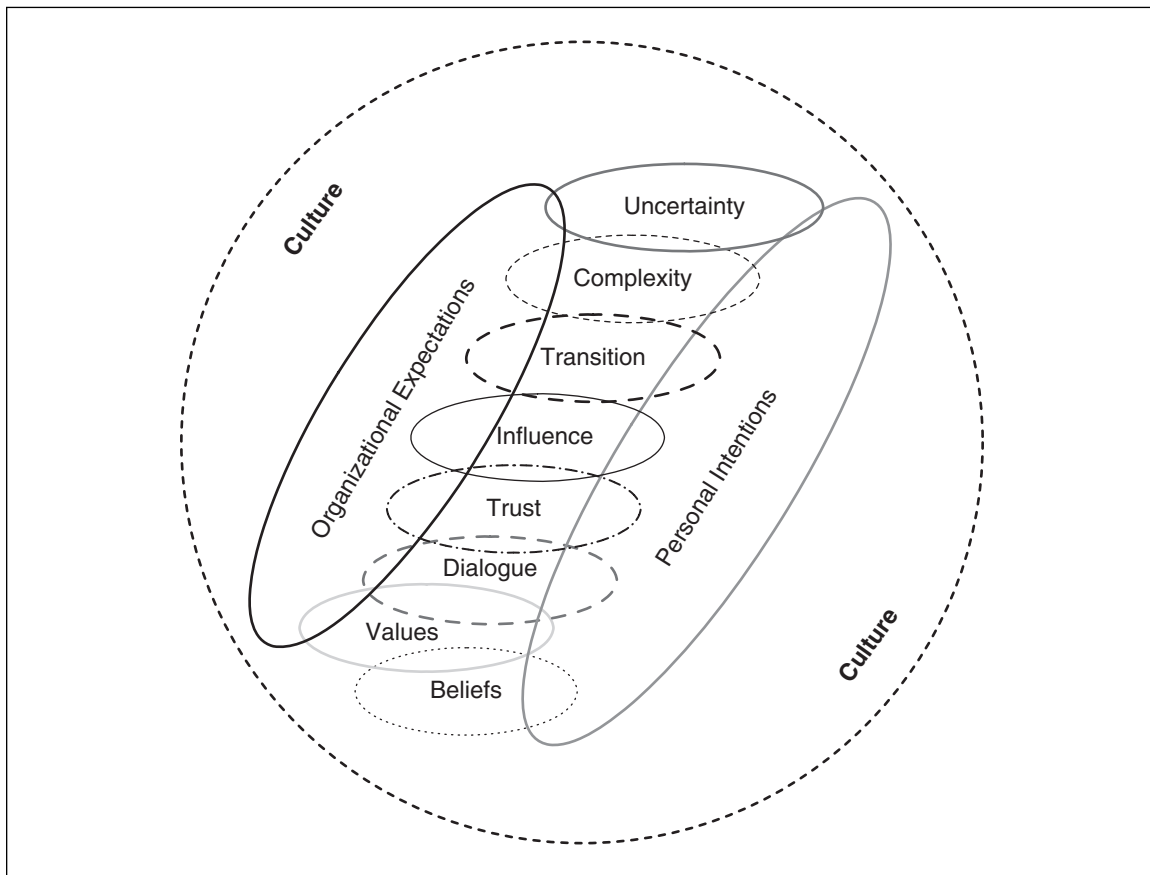 Culture
Uncertainty
Complexity
Transition
Organizational Expectations
Influence
Personal Intentions
Trust
Dialogue
Values
Beliefs
Culture